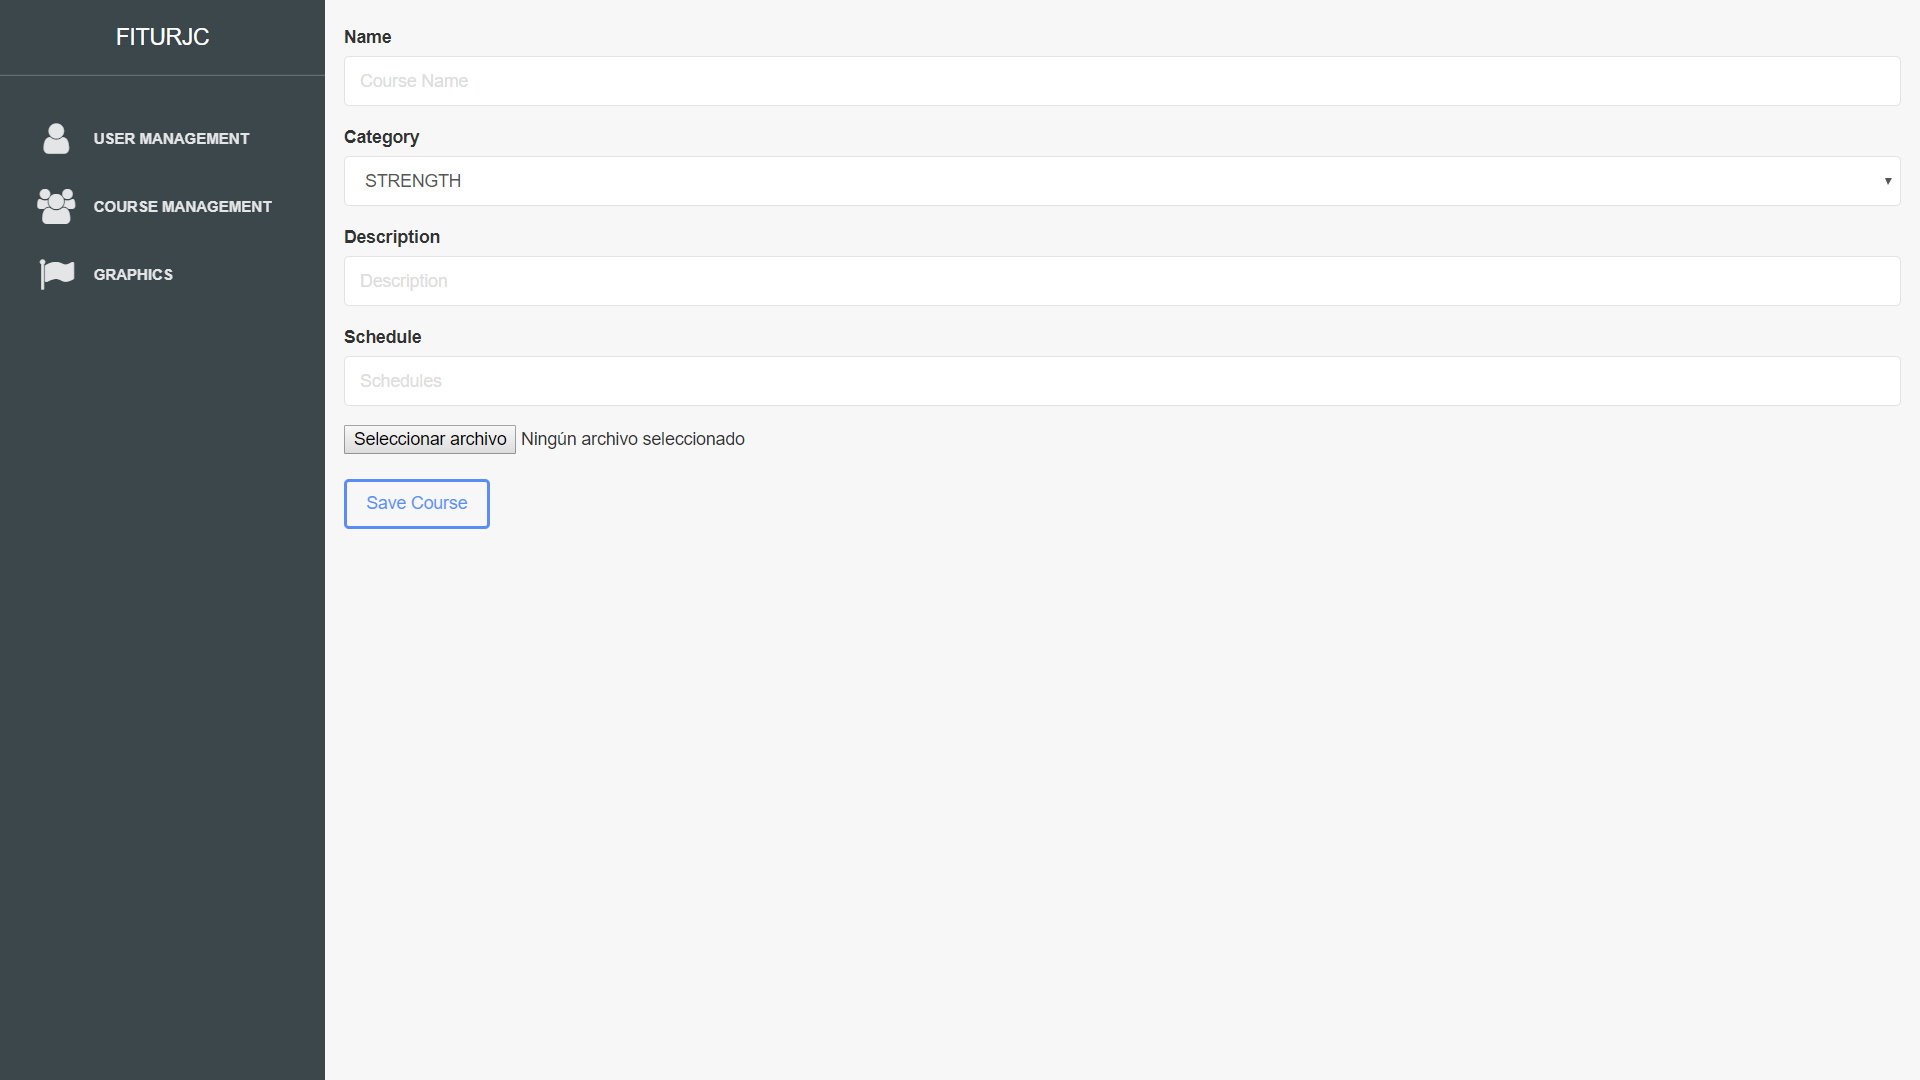 FITURJC
USER MANAGEMENT
COURSE MANAGEMENT
GRAPHICS
Name
Course Name
Category
STRENGTH
Description
Description
Schedule
Schedules
Seleccionar archivo Ningún archivo seleccionado
Save Course